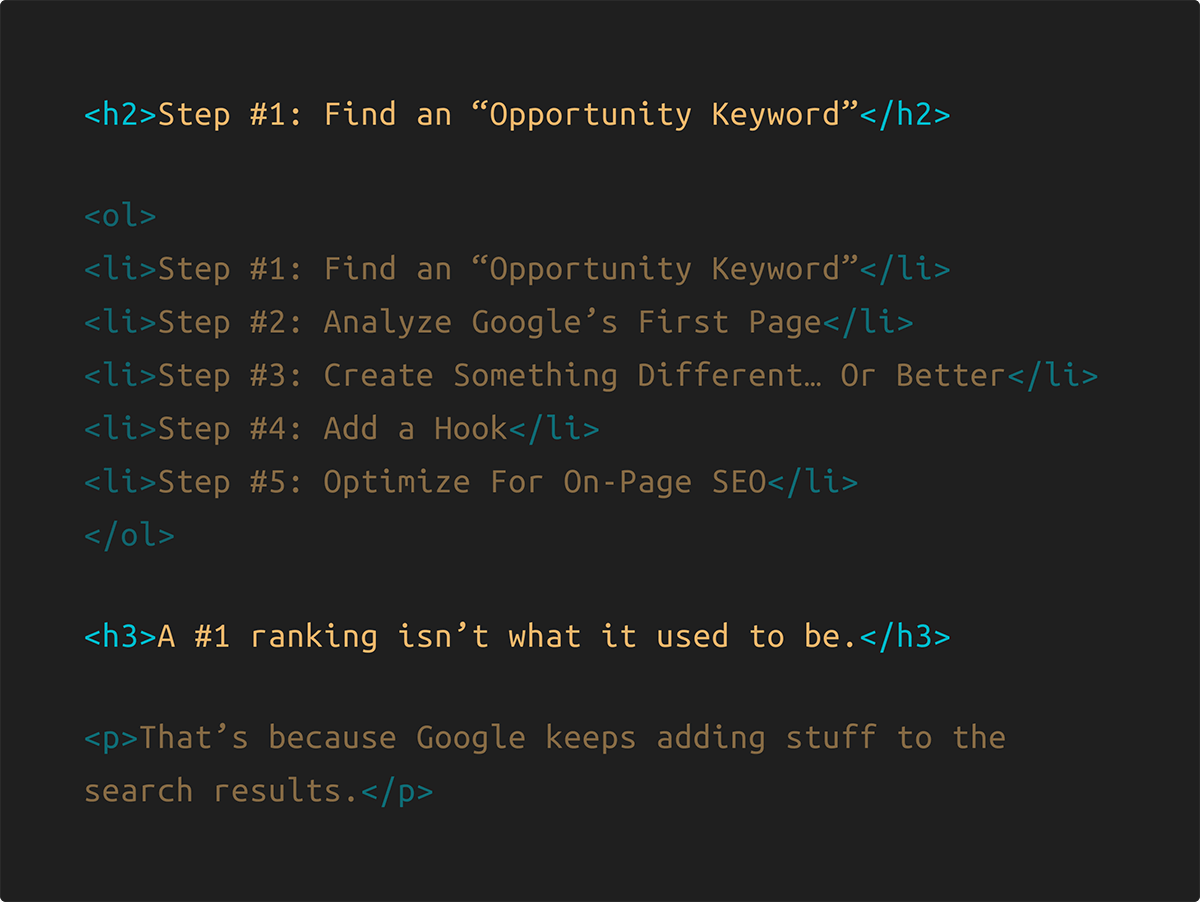 <h2>Step #1: Find an “Opportunity Keyword”</h2>
<ol>
<li>Step #1: Find an “Opportunity Keyword”</li>
<li>Step #2: Analyze Google’s First Page</li>
<li>Step #3: Create Something Different… Or Better</li>
<li>Step #4: Add a Hook</li>
<li>Step #5: Optimize For On-Page SEO</li>
</ol>
<h3>A #1 ranking isn’t what it used to be.</h3>
<p>That’s because Google keeps adding stuff to the
search results.</p>